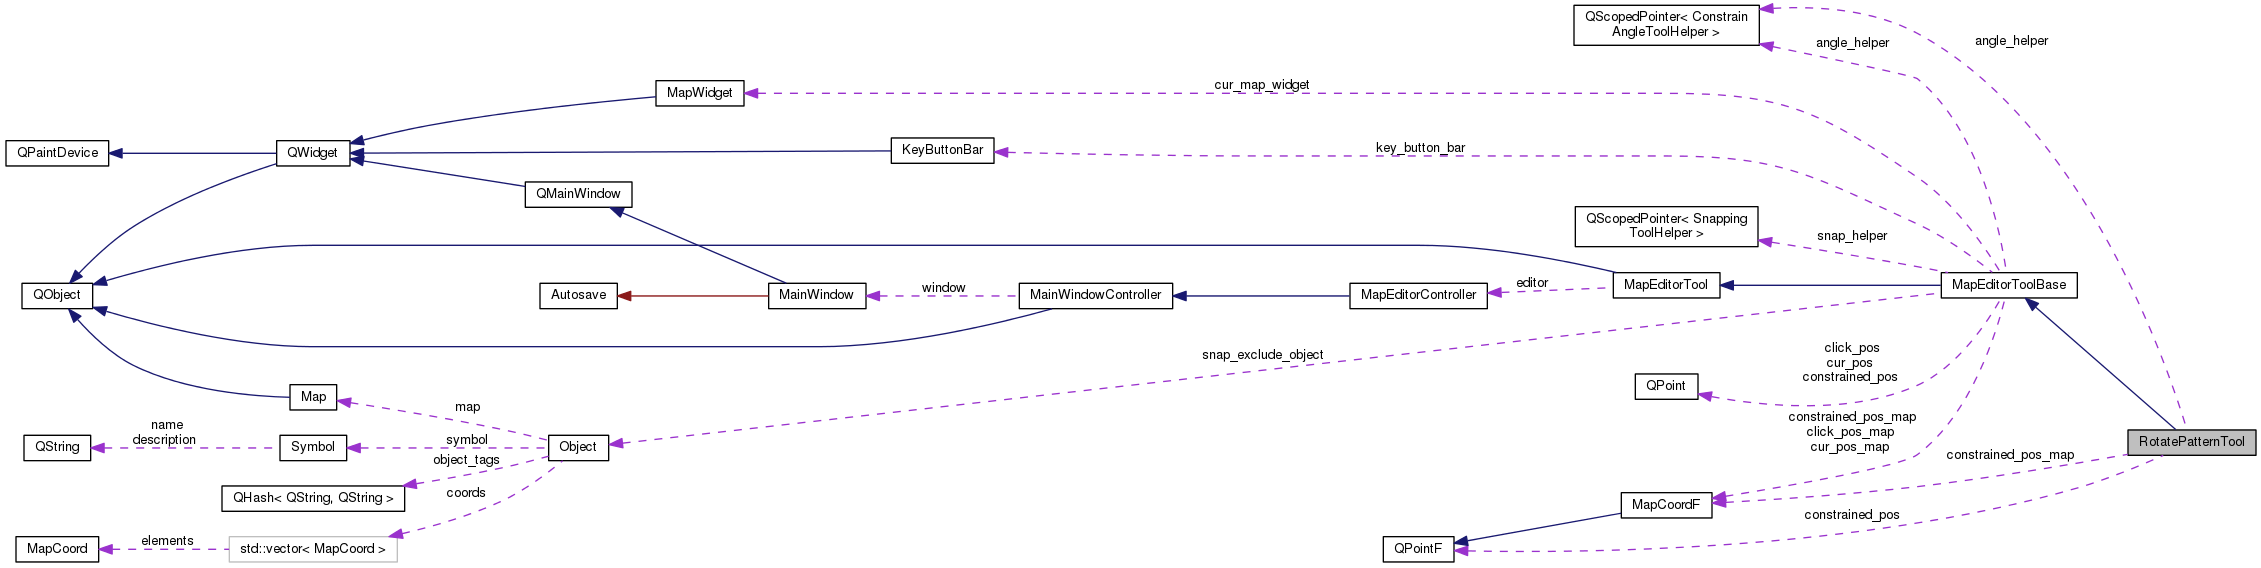 QScopedPointer< Constrain
AngleToolHelper >
angle_helper
angle_helper
MapWidget
cur_map_widget
QPaintDevice
QWidget
KeyButtonBar
key_button_bar
QMainWindow
QScopedPointer< Snapping
ToolHelper >
snap_helper
QObject
Autosave
MainWindow
window
MainWindowController
MapEditorController
editor
MapEditorTool
MapEditorToolBase
snap_exclude_object
click_pos
cur_pos
constrained_pos
QPoint
Map
map
name
description
QString
Symbol
symbol
Object
object_tags
constrained_pos_map
click_pos_map
cur_pos_map
RotatePatternTool
constrained_pos_map
QHash< QString, QString >
coords
MapCoordF
constrained_pos
MapCoord
elements
std::vector< MapCoord >
QPointF